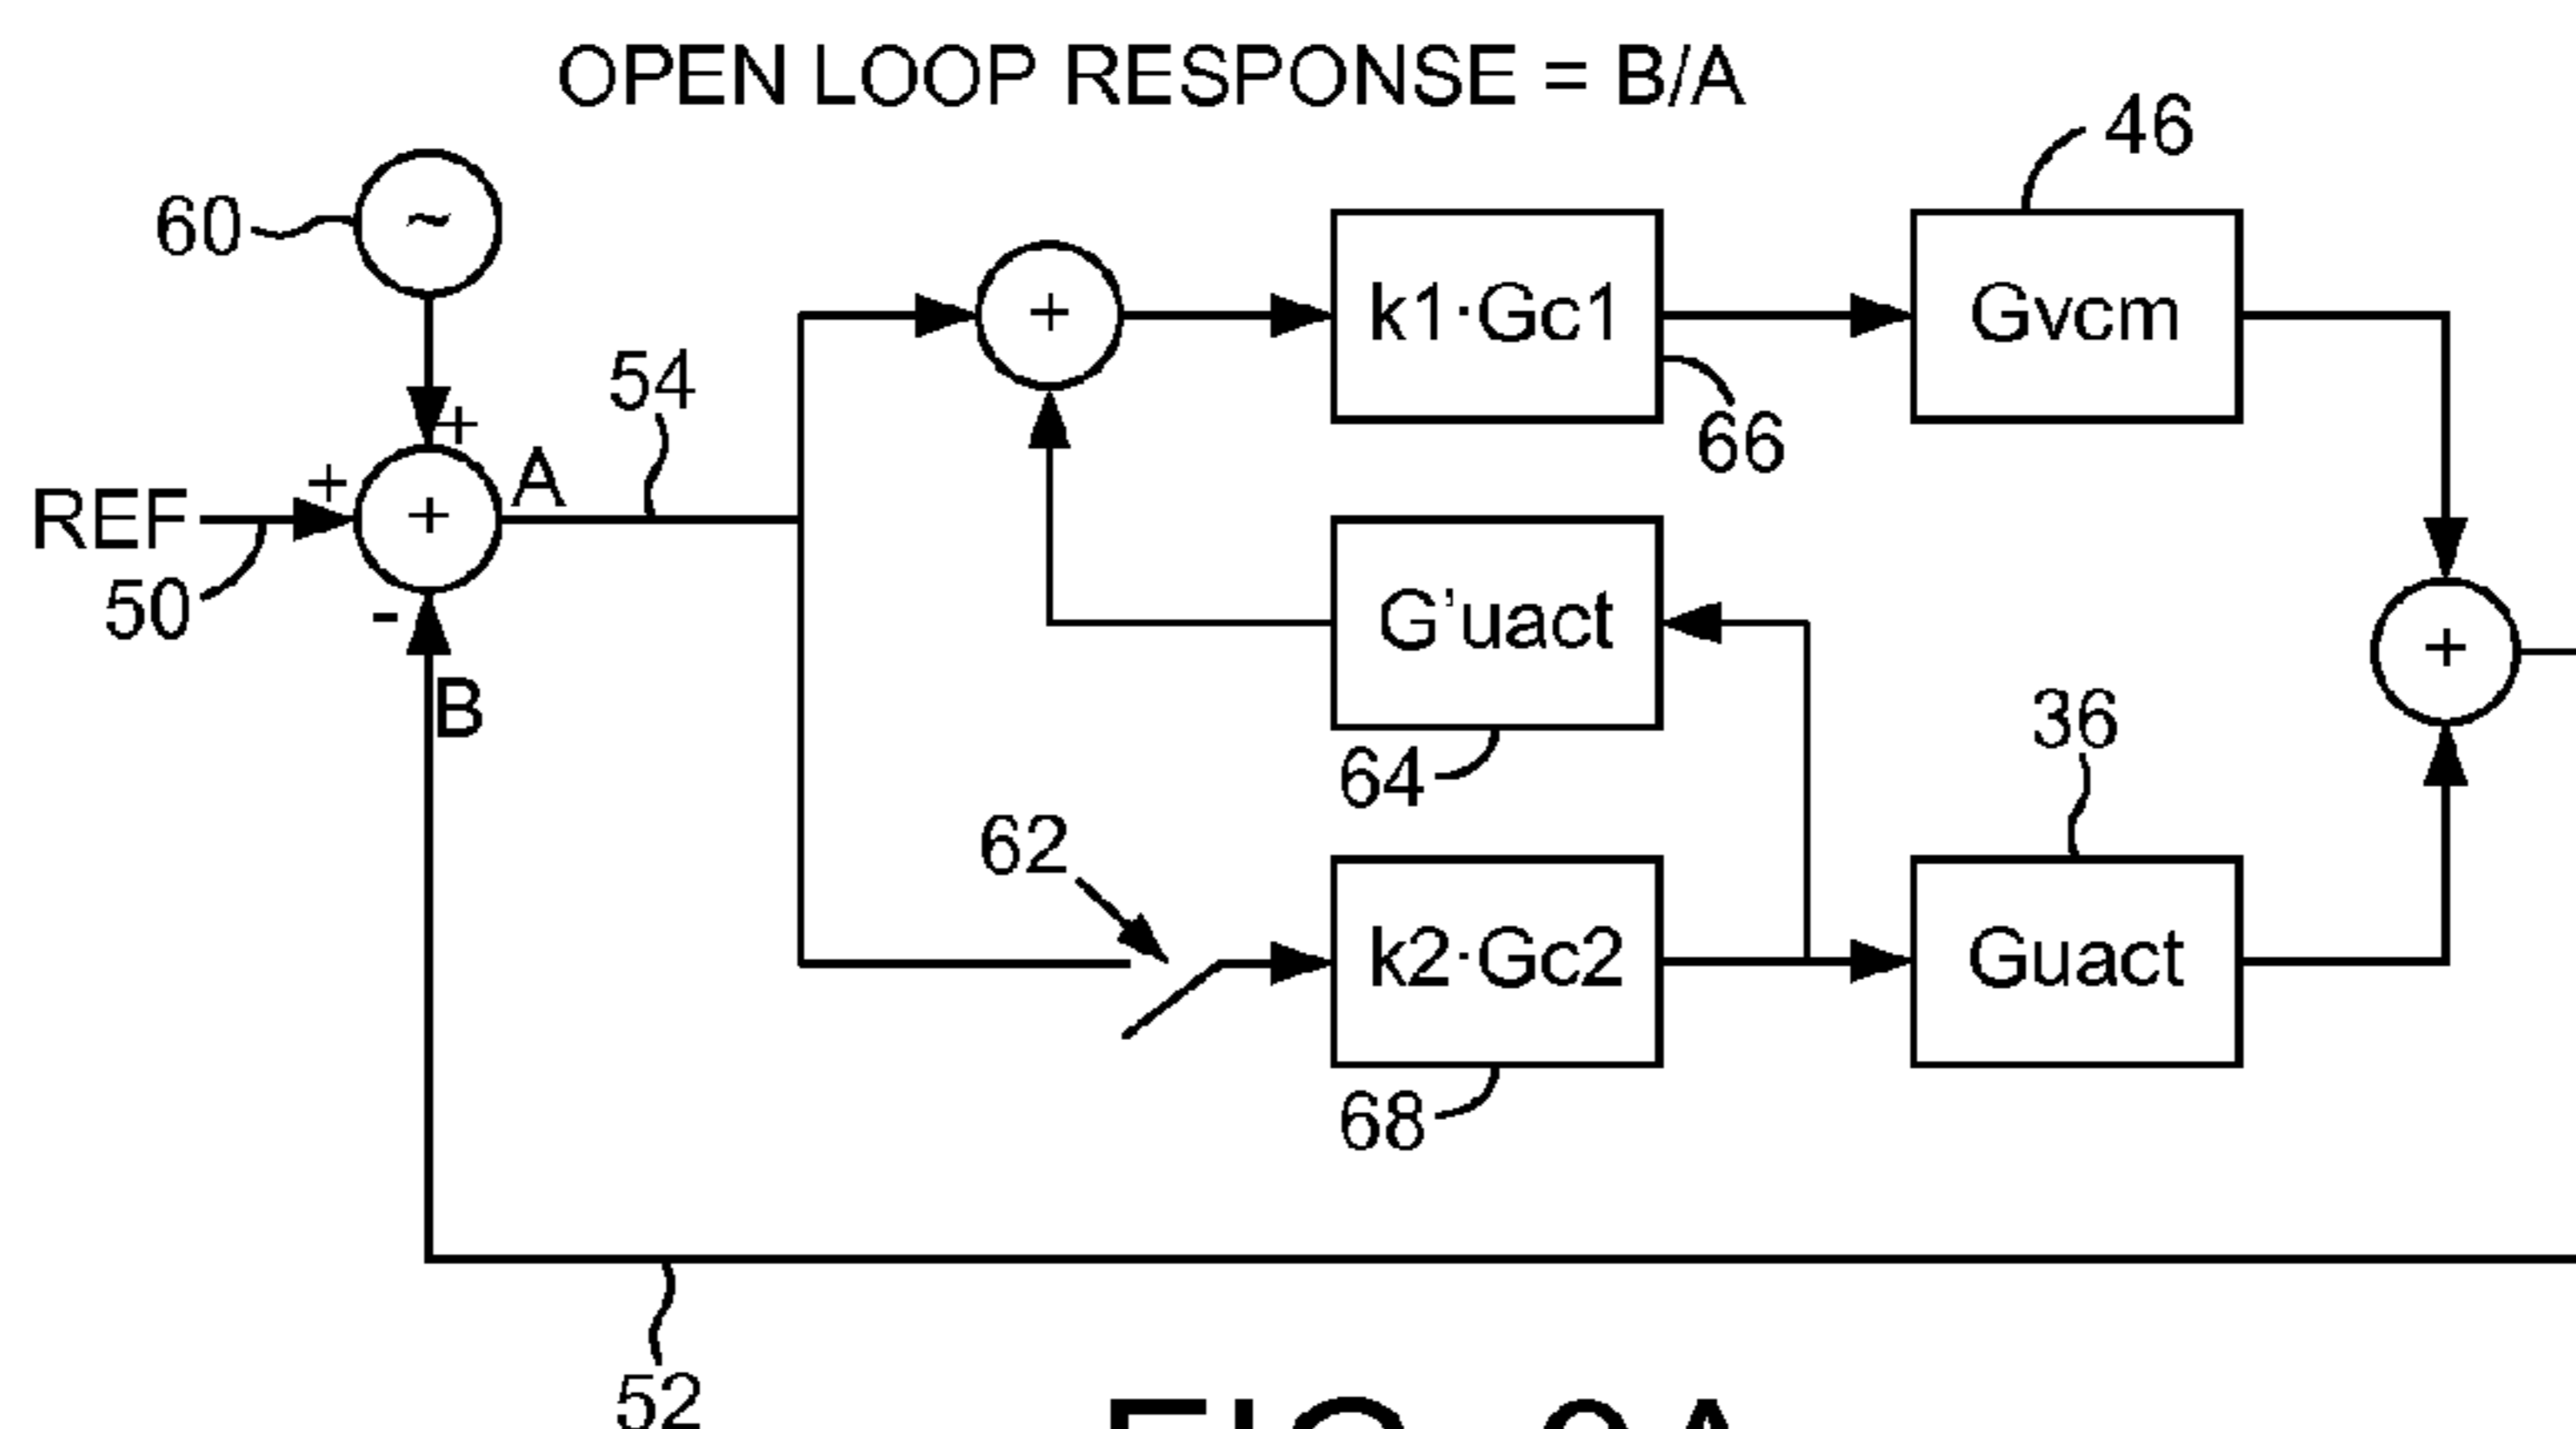 OPEN LOOP RESPONSE = B/A
46
60
~
+
k1·Gc1
Gvcm
54
+
66
+
A
REF
+
50
-
G'uact
+
B
36
64
62
k2·Gc2
Guact
68
52